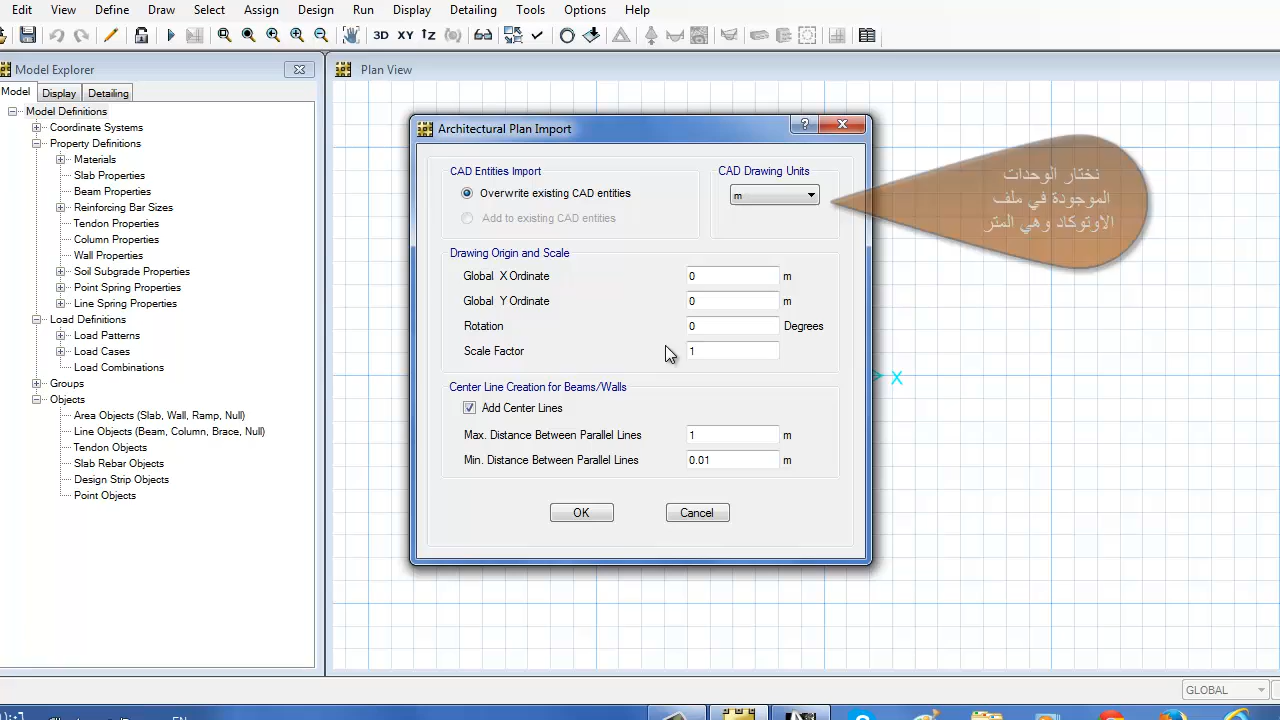 Edit View Define Draw Select Assign Design Run Display Detailing Tools Options Help
3D XY
Model Explorer
Plan View
Model Display Detailing
Model Definitions
Coordinate Systems
Property Definitions
Materials
Slab Properties
Beam Properties
Reinforcing Bar Sizes
Tendon Properties
Column Properties
Wall Properties
Soil Subgrade Properties
Point Spring Properties
Line Spring Properties
Load Definitions
Load Patterns
Load Cases
Load Combinations
Groups
Objects
Area Objects (Slab, Wall, Ramp, Null)
Line Objects (Beam, Column, Brace, Null)
Tendon Objects
Slab Rebar Objects
Design Strip Objects
Point Objects
Architectural Plan Import
CAD Entities Import
Overwrite existing CAD entities
Add to existing CAD entities
CAD Drawing Units
m
Drawing Origin and Scale
Global X Ordinate 0 m
Global Y Ordinate 0 m
Rotation 0 Degrees
Scale Factor 1
Center Line Creation for Beams/Walls
Add Center Lines
Max. Distance Between Parallel Lines 1 m
Min. Distance Between Parallel Lines 0.01 m
OK Cancel
نختار الوحدات
الموجودة في ملف
الاوتوكاد وهي المتر
X
GLOBAL
EN